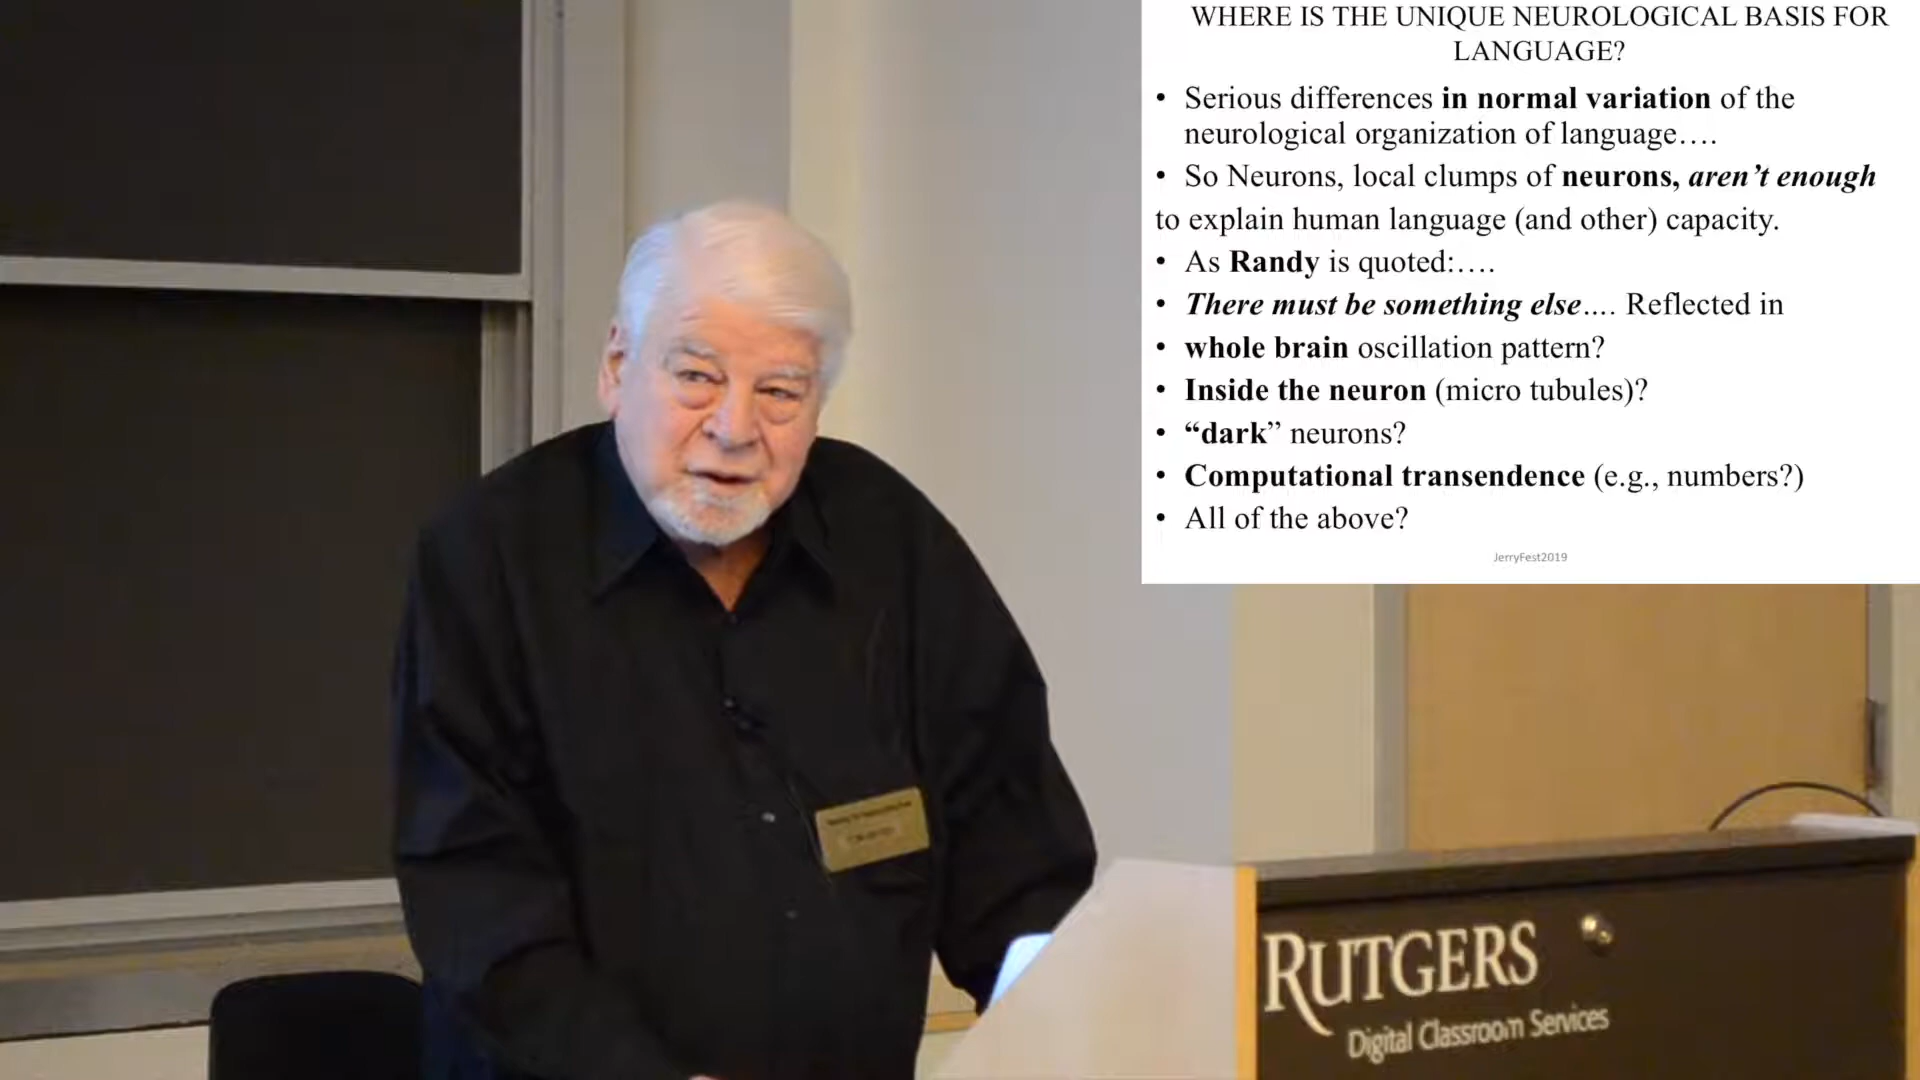 WHERE IS THE UNIQUE NEUROLOGICAL BASIS FOR
LANGUAGE?
• Serious differences in normal variation of the
neurological organization of language….
• So Neurons, local clumps of neurons, aren’t enough
to explain human language (and other) capacity.
• As Randy is quoted:….
• There must be something else…. Reflected in
• whole brain oscillation pattern?
• Inside the neuron (micro tubules)?
• “dark” neurons?
• Computational transendence (e.g., numbers?)
• All of the above?
JerryFest2019
RUTGERS
Digital Classroom Services